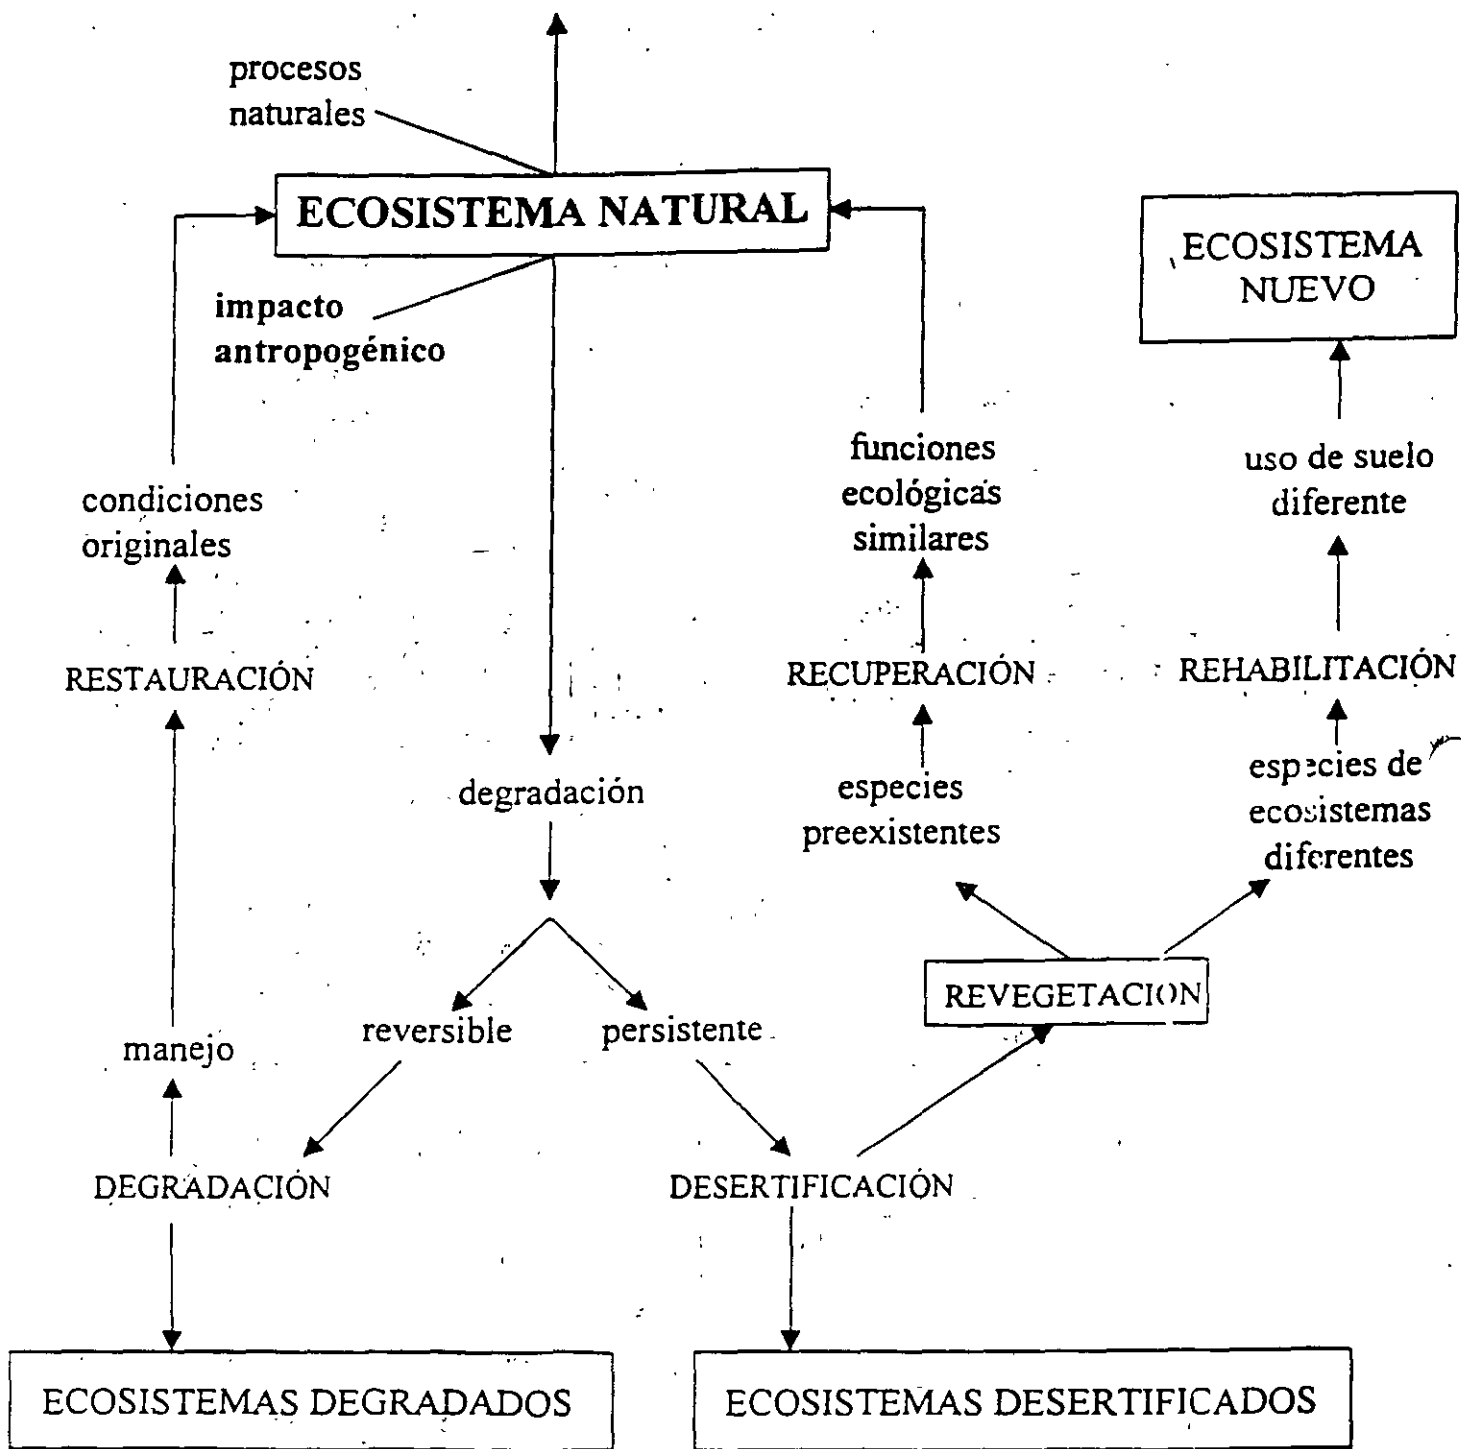 procesos
naturales
ECOSISTEMA NATURAL
impacto
antropogénico
ECOSISTEMA
NUEVO
condiciones
originales
funciones
ecológicas
similares
uso de suelo
diferente
RESTAURACIÓN
RECUPERACIÓN
REHABILITACIÓN
degradación
especies
preexistentes
especies de
ecosistemas
diferentes
REVEGETACION
manejo
reversible
persistente
DEGRADACIÓN
DESERTIFICACIÓN
ECOSISTEMAS DEGRADADOS
ECOSISTEMAS DESERTIFICADOS